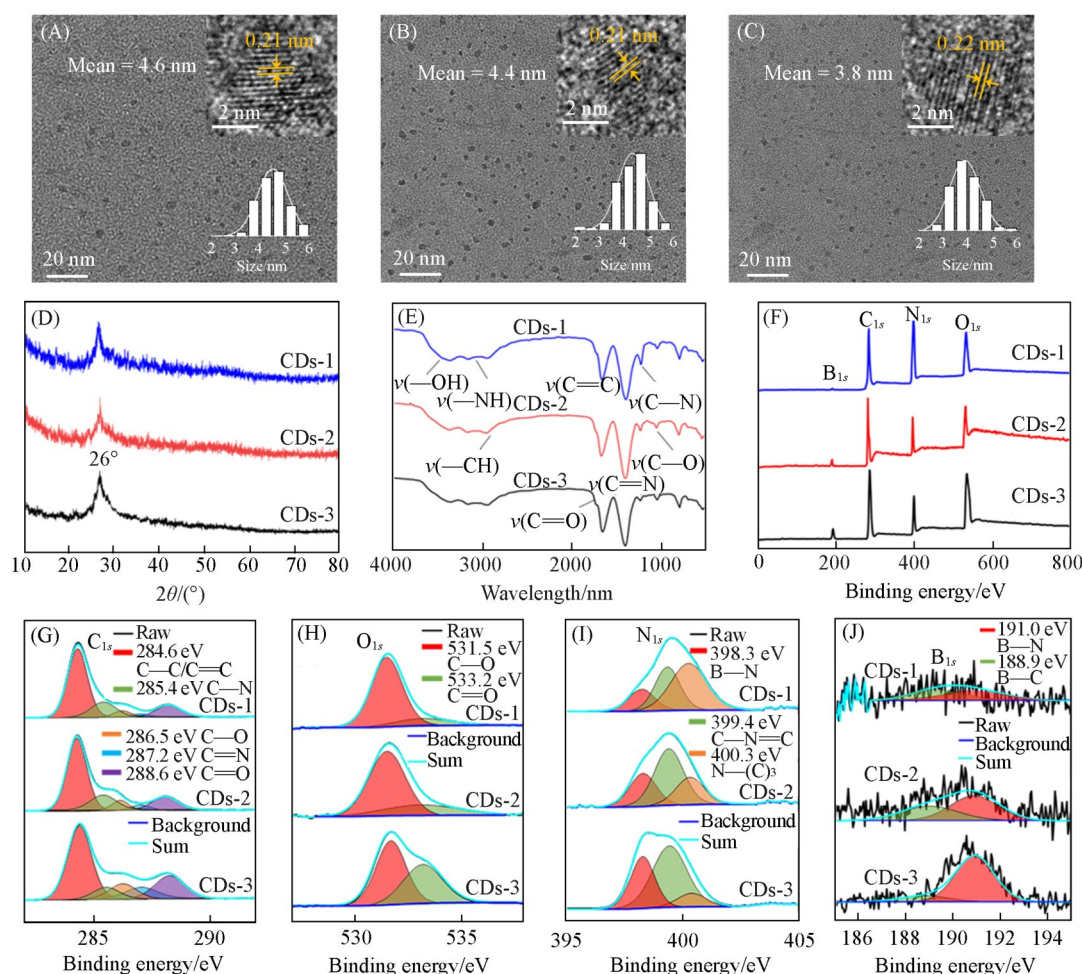 (A)
0.21 nm
Mean = 4.6 nm
2 nm
2 3 4 5 6
Size/nm
20 nm
(B)
0.21 nm
Mean = 4.4 nm
2 nm
2 3 4 5 6
Size/nm
20 nm
(C)
0.22 nm
Mean = 3.8 nm
2 nm
2 3 4 5 6
Size/nm
20 nm
(D)
CDs-1
CDs-2
26°
CDs-3
10 20 30 40 50 60 70 80
2θ/(°)
(E)
CDs-1
ν(—OH)
ν(C═C)
ν(—NH)
ν(C—N)
CDs-2
ν(—CH)
ν(C—O)
CDs-3
ν(C═N)
ν(C═O)
4000 3000 2000 1000
Wavelength/nm
(F)
C1s
N1s
O1s
B1s
CDs-1
CDs-2
CDs-3
0 200 400 600 800
Binding energy/eV
(G)
C1s
Raw
284.6 eV
C—C/C═C
285.4 eV C—N
CDs-1
286.5 eV C—O
287.2 eV C═N
288.6 eV C═O
CDs-2
Background
Sum
CDs-3
285 290
Binding energy/eV
(H)
O1s
Raw
531.5 eV
C—O
533.2 eV
C═O
CDs-1
Background
Sum
CDs-2
CDs-3
530 535
Binding energy/eV
(I)
N1s
Raw
398.3 eV
B—N
CDs-1
399.4 eV
C—N═C
400.3 eV
N—(C)3
CDs-2
Background
Sum
CDs-3
395 400 405
Binding energy/eV
(J)
191.0 eV
B—N
188.9 eV
B—C
CDs-1
B1s
Raw
Background
Sum
CDs-2
CDs-3
186 188 190 192 194
Binding energy/eV